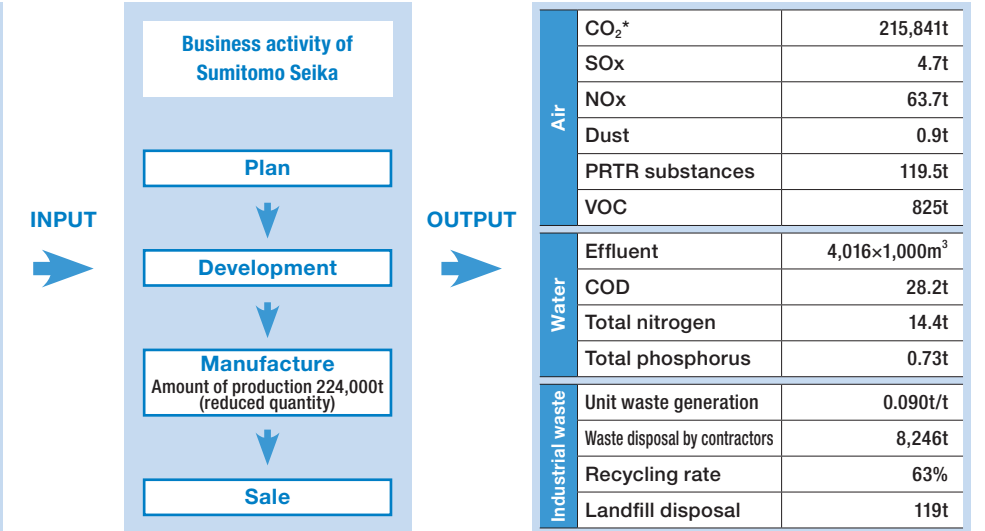 INPUT
Business activity of
Sumitomo Seika
Plan
Development
Manufacture
Amount of production 224,000t
(reduced quantity)
Sale
OUTPUT
Air
CO₂* 215,841t
SOx 4.7t
NOx 63.7t
Dust 0.9t
PRTR substances 119.5t
VOC 825t
Water
Effluent 4,016×1,000m³
COD 28.2t
Total nitrogen 14.4t
Total phosphorus 0.73t
Industrial waste
Unit waste generation 0.090t/t
Waste disposal by contractors 8,246t
Recycling rate 63%
Landfill disposal 119t